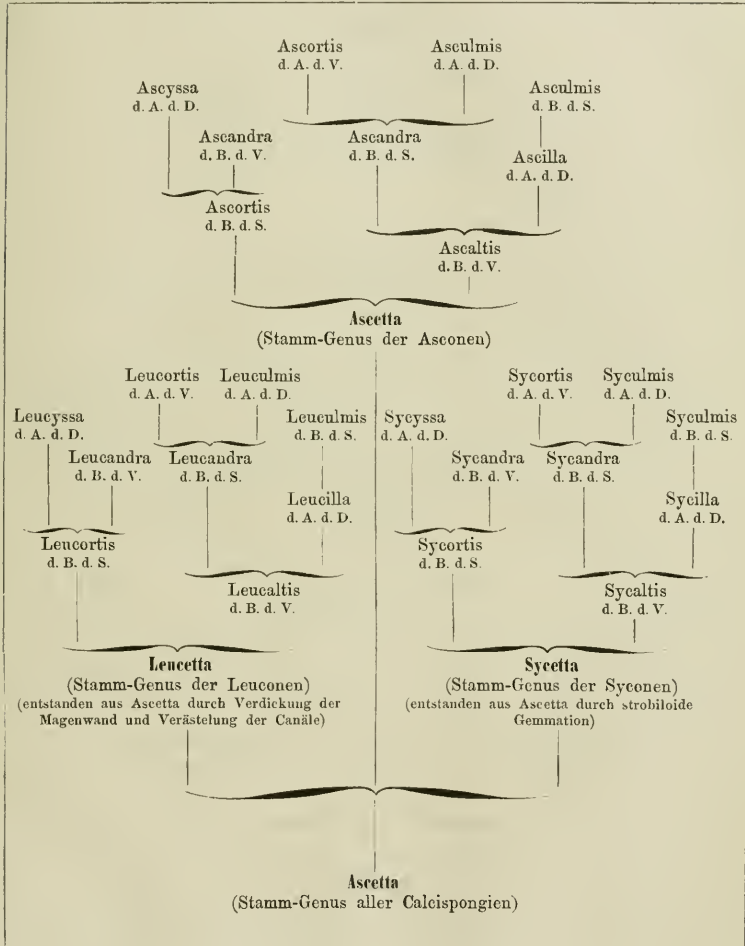 Ascortis Asculmis
d. A. d. V. d. A. d. D.
Ascyssa Asculmis
d. A. d. D. d. B. d. S.
Ascandra Ascandra
d. B. d. V. d. B. d. S.
Ascilla
d. A. d. D.
Ascortis
d. B. d. S.
Ascaltis
d. B. d. V.
Ascetta
(Stamm-Genus der Asconen)
Leucortis Leuculmis Sycortis Syculmis
d. A. d. V. d. A. d. D. d. A. d. V. d. A. d. D.
Leucyssa Leuculmis Sycyssa Syculmis
d. A. d. D. d. B. d. S. d. A. d. D. d. B. d. S.
Leucandra Leucandra Sycandra Sycandra
d. B. d. V. d. B. d. S. d. B. d. V. d. B. d. S.
Leucilla Sycilla
d. A. d. D. d. A. d. D.
Leucortis Sycortis
d. B. d. S. d. B. d. S.
Leucaltis Sycaltis
d. B. d. V. d. B. d. V.
Leucetta
(Stamm-Genus der Leuconen)
(entstanden aus Ascetta durch Verdickung der
Magenwand und Verästelung der Canäle)
Sycetta
(Stamm-Genus der Syconen)
(entstanden aus Ascetta durch strobiloide
Gemmation)
Ascetta
(Stamm-Genus aller Calcispongien)